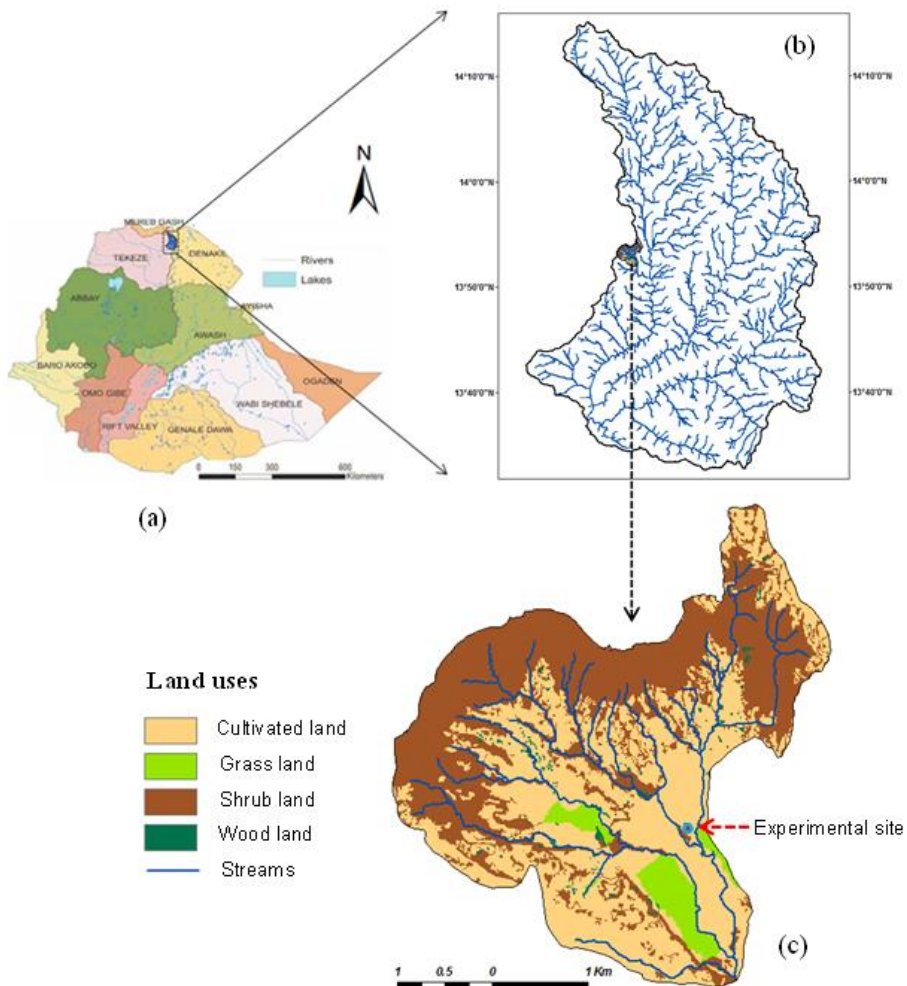 N
MEREB DASH
TEKEZE
DENAKIL
Rivers
Lakes
ABBAY
AYISHA
AWASH
BARO AKOBO
OGADEN
OMO GIBE
WABI SHEBELE
RIFT VALLEY
GENALE DAWA
0 150 300 600
Kilometers
(a)
(b)
14°10'0"N 14°10'0"N
14°0'0"N 14°0'0"N
13°50'0"N 13°50'0"N
13°40'0"N 13°40'0"N
Land uses
Cultivated land
Grass land
Shrub land
Wood land
Streams
Experimental site
(c)
1 0.5 0 1 Km